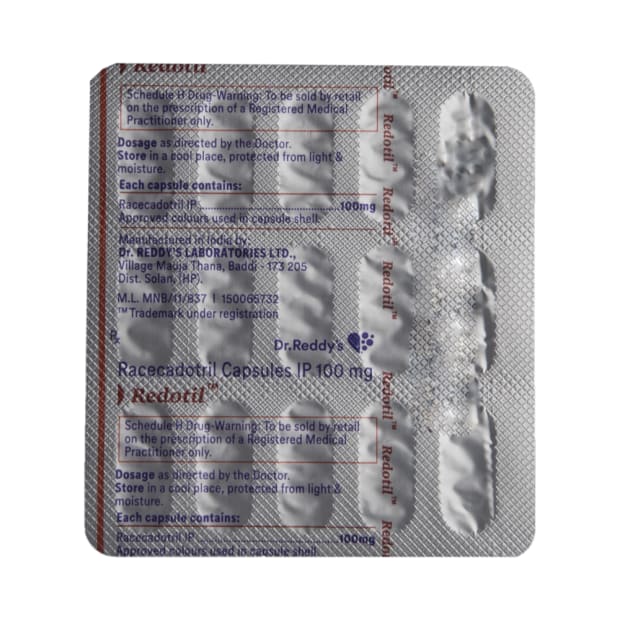 Redotil
Schedule H Drug-Warning: To be sold by retail
on the prescription of a Registered Medical
Practitioner only.
Dosage as directed by the Doctor.
Store in a cool place, protected from light &
moisture.
Each capsule contains:
Racecadotril IP..............................100mg
Approved colours used in capsule shell.
Manufactured in India by:
Dr. REDDY'S LABORATORIES LTD.,
Village Mauja Thana, Baddi - 173 205
Dist. Solan, (HP).
M.L. MNB/11/837 | 150065732
™Trademark under registration
Rx
Dr.Reddy's
Racecadotril Capsules IP 100 mg
Redotil™
Schedule H Drug-Warning: To be sold by retail
on the prescription of a Registered Medical
Practitioner only.
Dosage as directed by the Doctor.
Store in a cool place, protected from light &
moisture.
Each capsule contains:
Racecadotril IP..............................100mg
Approved colours used in capsule shell
otil™
Redotil™
Redotil™
Redotil™
Redotil™
Redotil™
Re